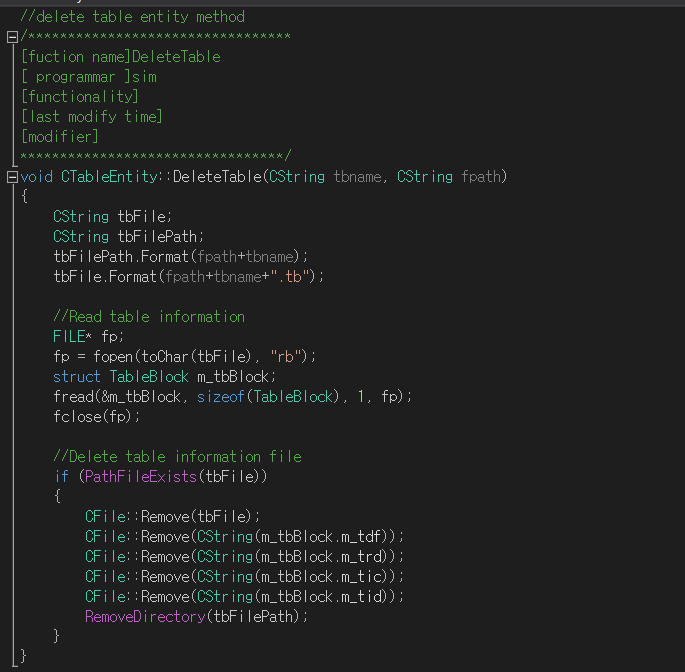 //delete table entity method
/*********************************
[fuction name]DeleteTable
[ programmar ]sim
[functionality]
[last modify time]
[modifier]
*********************************/
void CTableEntity::DeleteTable(CString tbname, CString fpath)
{
    CString tbFile;
    CString tbFilePath;
    tbFilePath.Format(fpath+tbname);
    tbFile.Format(fpath+tbname+".tb");

    //Read table information
    FILE* fp;
    fp = fopen(toChar(tbFile), "rb");
    struct TableBlock m_tbBlock;
    fread(&m_tbBlock, sizeof(TableBlock), 1, fp);
    fclose(fp);

    //Delete table information file
    if (PathFileExists(tbFile))
    {
        CFile::Remove(tbFile);
        CFile::Remove(CString(m_tbBlock.m_tdf));
        CFile::Remove(CString(m_tbBlock.m_trd));
        CFile::Remove(CString(m_tbBlock.m_tic));
        CFile::Remove(CString(m_tbBlock.m_tid));
        RemoveDirectory(tbFilePath);
    }
}